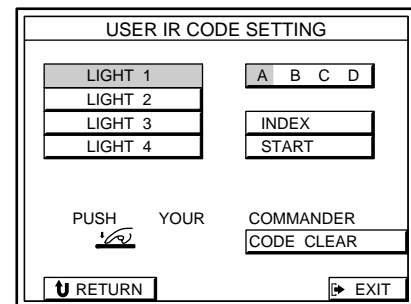 USER IR CODE SETTING
LIGHT 1
A B C D
LIGHT 2
LIGHT 3
INDEX
LIGHT 4
START
PUSH YOUR COMMANDER
CODE CLEAR
RETURN
EXIT